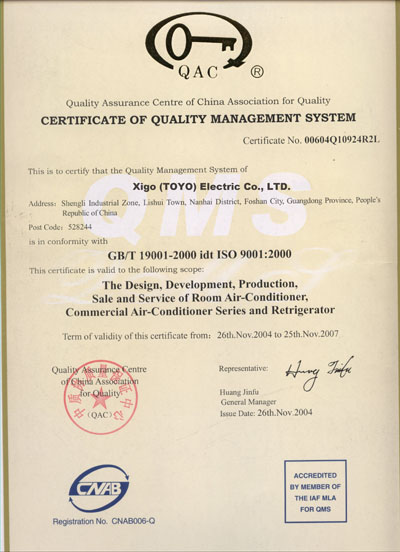 QAC ®
Quality Assurance Centre of China Association for Quality
CERTIFICATE OF QUALITY MANAGEMENT SYSTEM
Certificate No. 00604Q10924R2L
QMS
This is to certify that the Quality Management System of
Xigo (TOYO) Electric Co., LTD.
Address: Shengli Industrial Zone, Lishui Town, Nanhai District, Foshan City, Guangdong Province, People's
Republic of China
Post Code: 528244
is in conformity with
GB/T 19001-2000 idt ISO 9001:2000
This certificate is valid to the following scope:
The Design, Development, Production,
Sale and Service of Room Air-Conditioner,
Commercial Air-Conditioner Series and Retrigerator
Term of validity of this certificate from: 26th.Nov.2004 to 25th.Nov.2007
Quality Assurance Centre
of China Association
for Quality
(QAC)
Representative:
Huang Jinfu
Huang Jinfu
General Manager
Issue Date: 26th.Nov.2004
CNAB
Registration No. CNAB006-Q
ACCREDITED
BY MEMBER OF
THE IAF MLA
FOR QMS